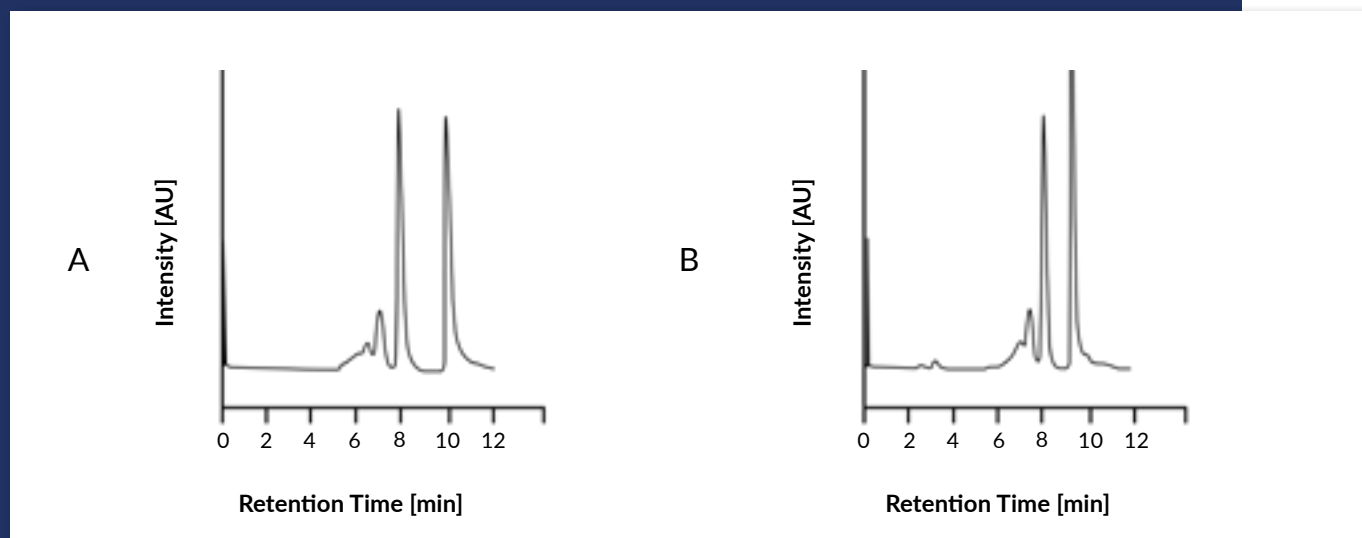 A
Intensity [AU]
0 2 4 6 8 10 12
Retention Time [min]
B
Intensity [AU]
0 2 4 6 8 10 12
Retention Time [min]